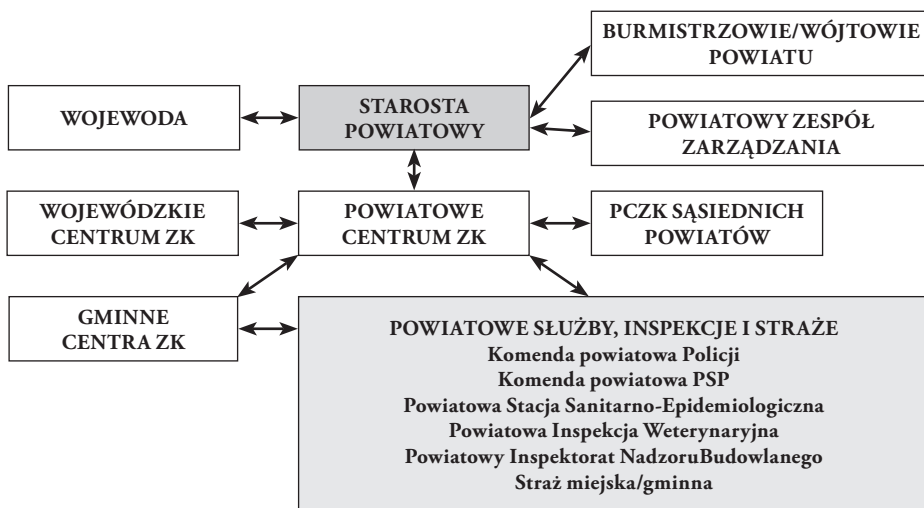 BURMISTRZOWIE/WÓJTOWIE
POWIATU
WOJEWODA
STAROSTA
POWIATOWY
POWIATOWY ZESPÓŁ
ZARZĄDZANIA
WOJEWÓDZKIE
CENTRUM ZK
POWIATOWE
CENTRUM ZK
PCZK SĄSIEDNICH
POWIATÓW
GMINNE
CENTRA ZK
POWIATOWE SŁUŻBY, INSPEKCJE I STRAŻE
Komenda powiatowa Policji
Komenda powiatowa PSP
Powiatowa Stacja Sanitarno-Epidemiologiczna
Powiatowa Inspekcja Weterynaryjna
Powiatowy Inspektorat NadzoruBudowlanego
Straż miejska/gminna